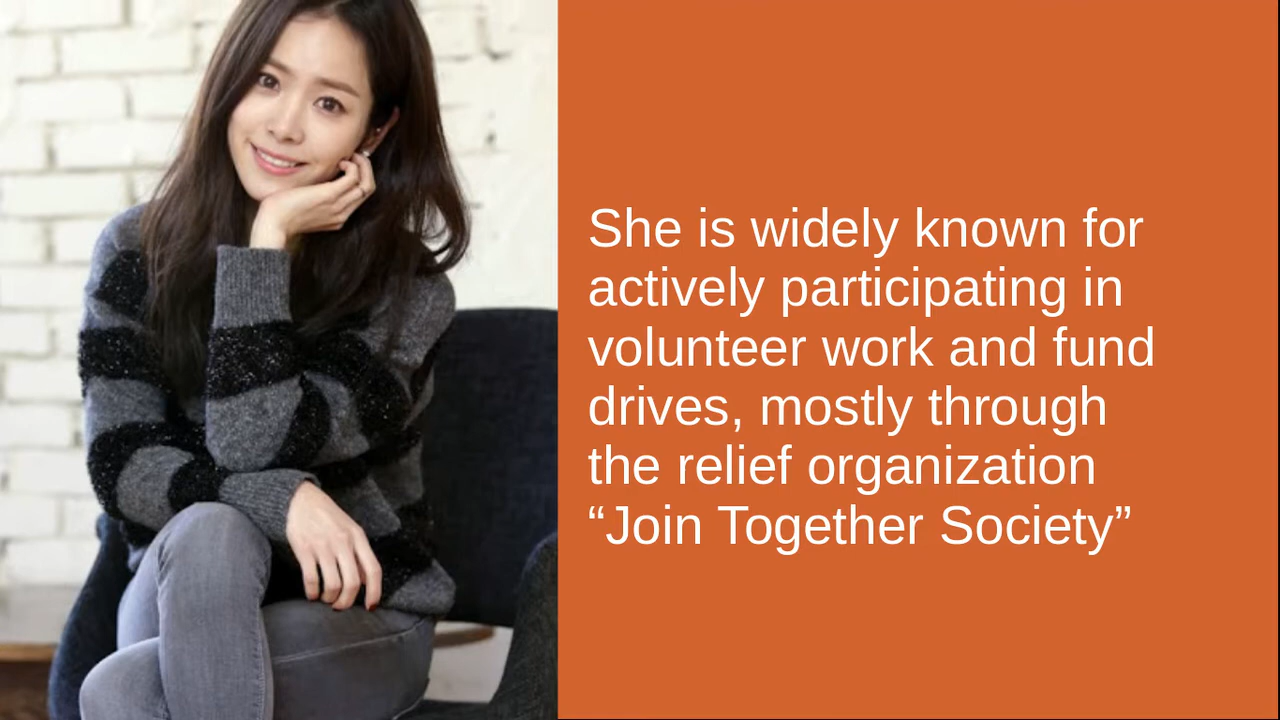 She is widely known for
actively participating in
volunteer work and fund
drives, mostly through
the relief organization
“Join Together Society”